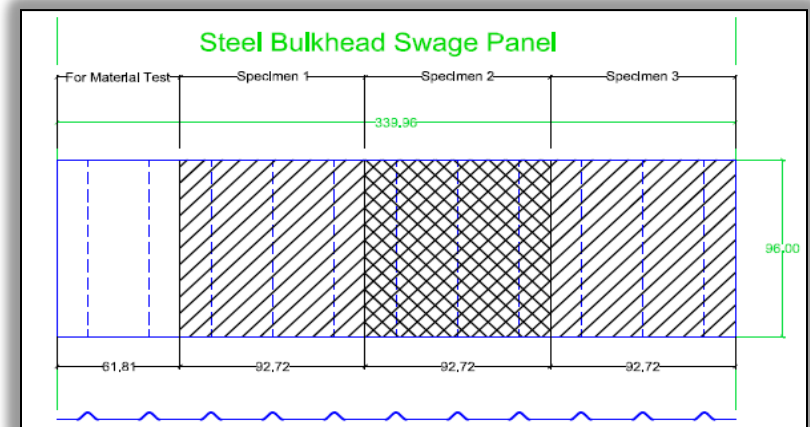 Steel Bulkhead Swage Panel
For Material Test Specimen 1 Specimen 2 Specimen 3
339.96
96.00
61.81 92.72 92.72 92.72